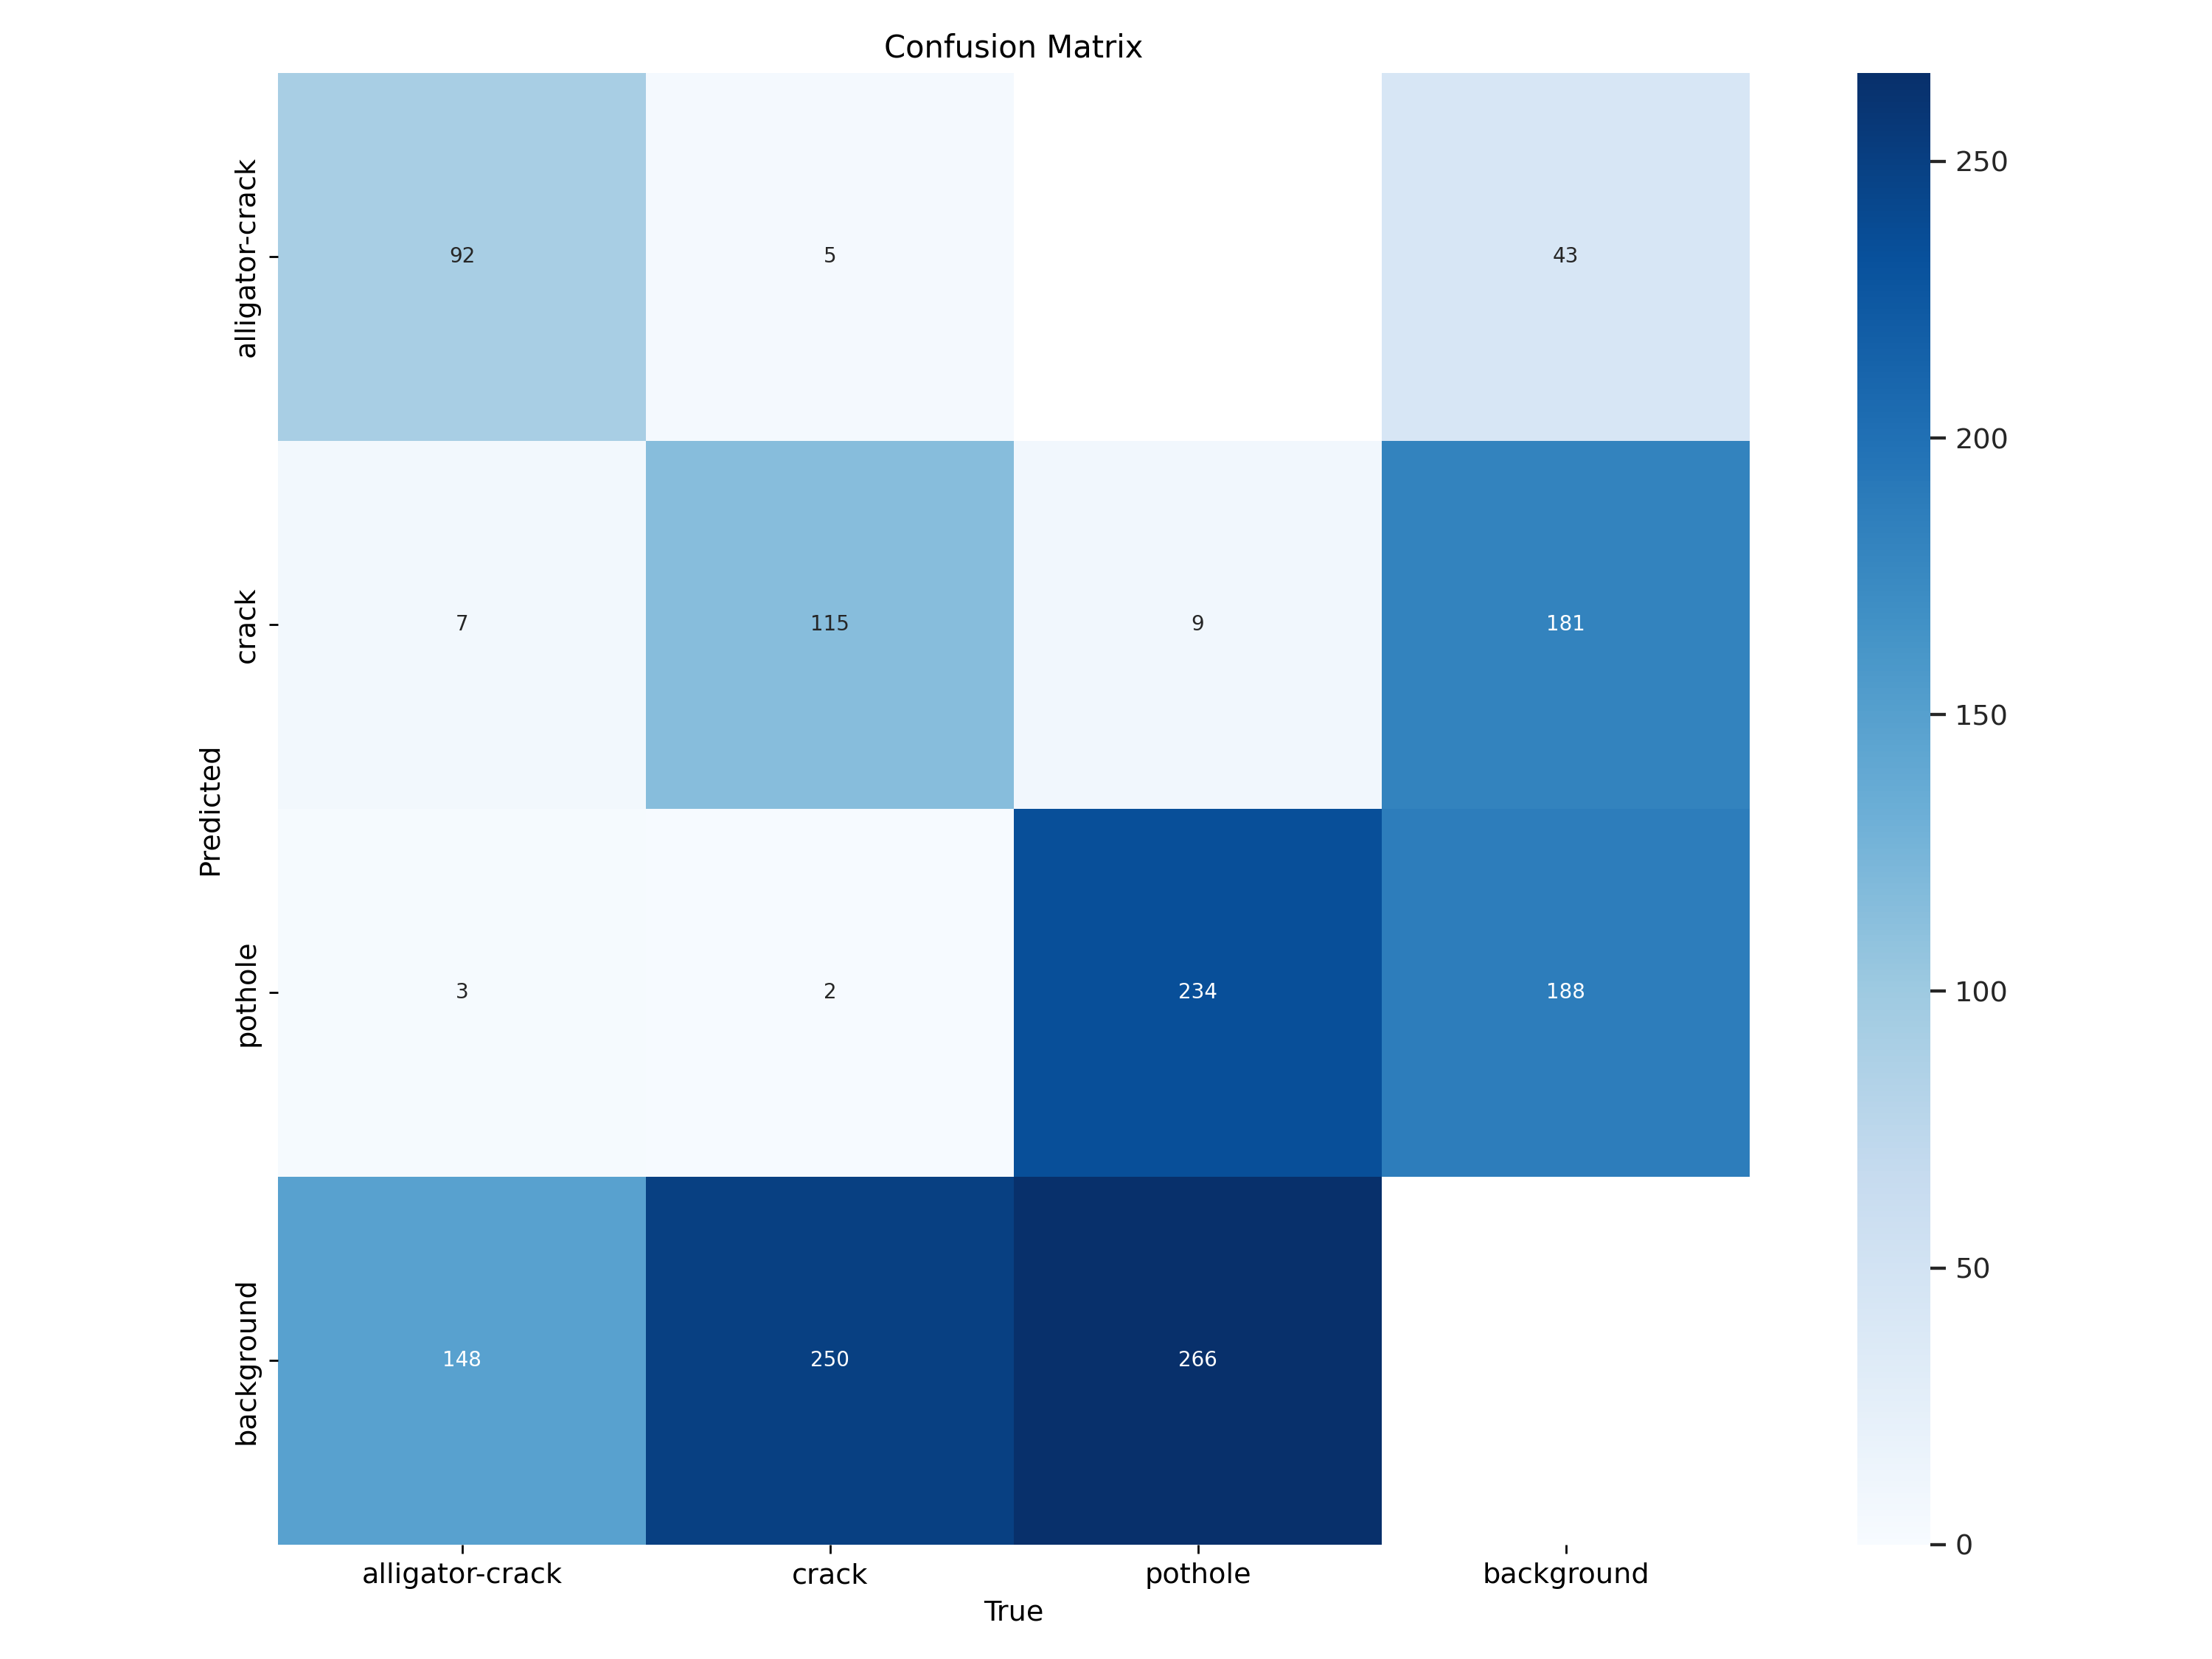 Confusion Matrix
alligator-crack
92
5
43
250
200
crack
7
115
9
181
150
Predicted
pothole
3
2
234
188
100
background
148
250
266
50
0
alligator-crack
crack
pothole
background
True